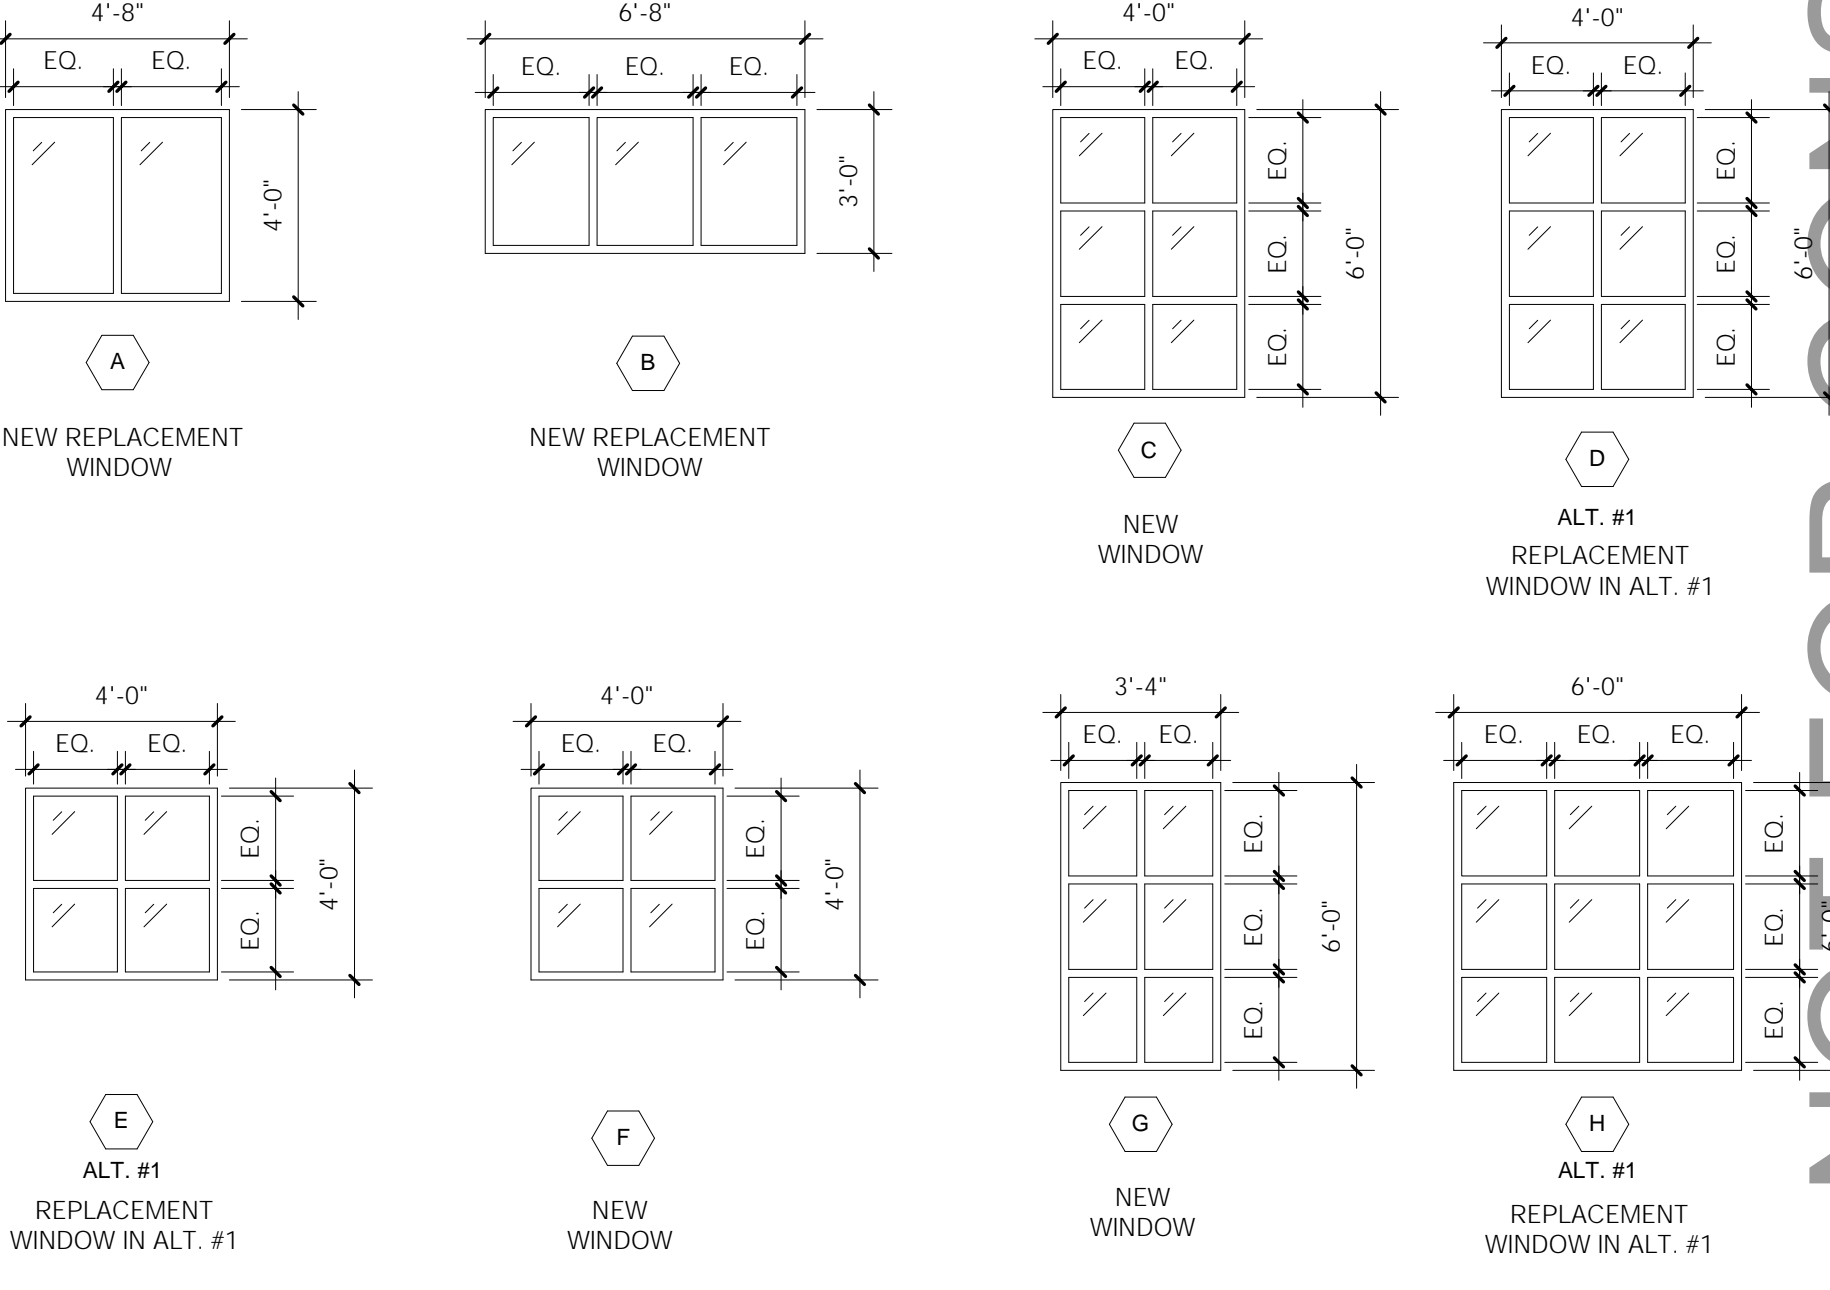 4'-8"
EQ. EQ.
4'-0"
A
NEW REPLACEMENT
WINDOW
6'-8"
EQ. EQ. EQ.
3'-0"
B
NEW REPLACEMENT
WINDOW
4'-0"
EQ. EQ.
EQ.
EQ.
EQ.
6'-0"
C
NEW
WINDOW
4'-0"
EQ. EQ.
EQ.
EQ.
EQ.
6'-0"
D
ALT. #1
REPLACEMENT
WINDOW IN ALT. #1
4'-0"
EQ. EQ.
EQ.
EQ.
4'-0"
E
ALT. #1
REPLACEMENT
WINDOW IN ALT. #1
4'-0"
EQ. EQ.
EQ.
EQ.
4'-0"
F
NEW
WINDOW
3'-4"
EQ. EQ.
EQ.
EQ.
EQ.
6'-0"
G
NEW
WINDOW
6'-0"
EQ. EQ. EQ.
EQ.
EQ.
EQ.
6'-0"
H
ALT. #1
REPLACEMENT
WINDOW IN ALT. #1